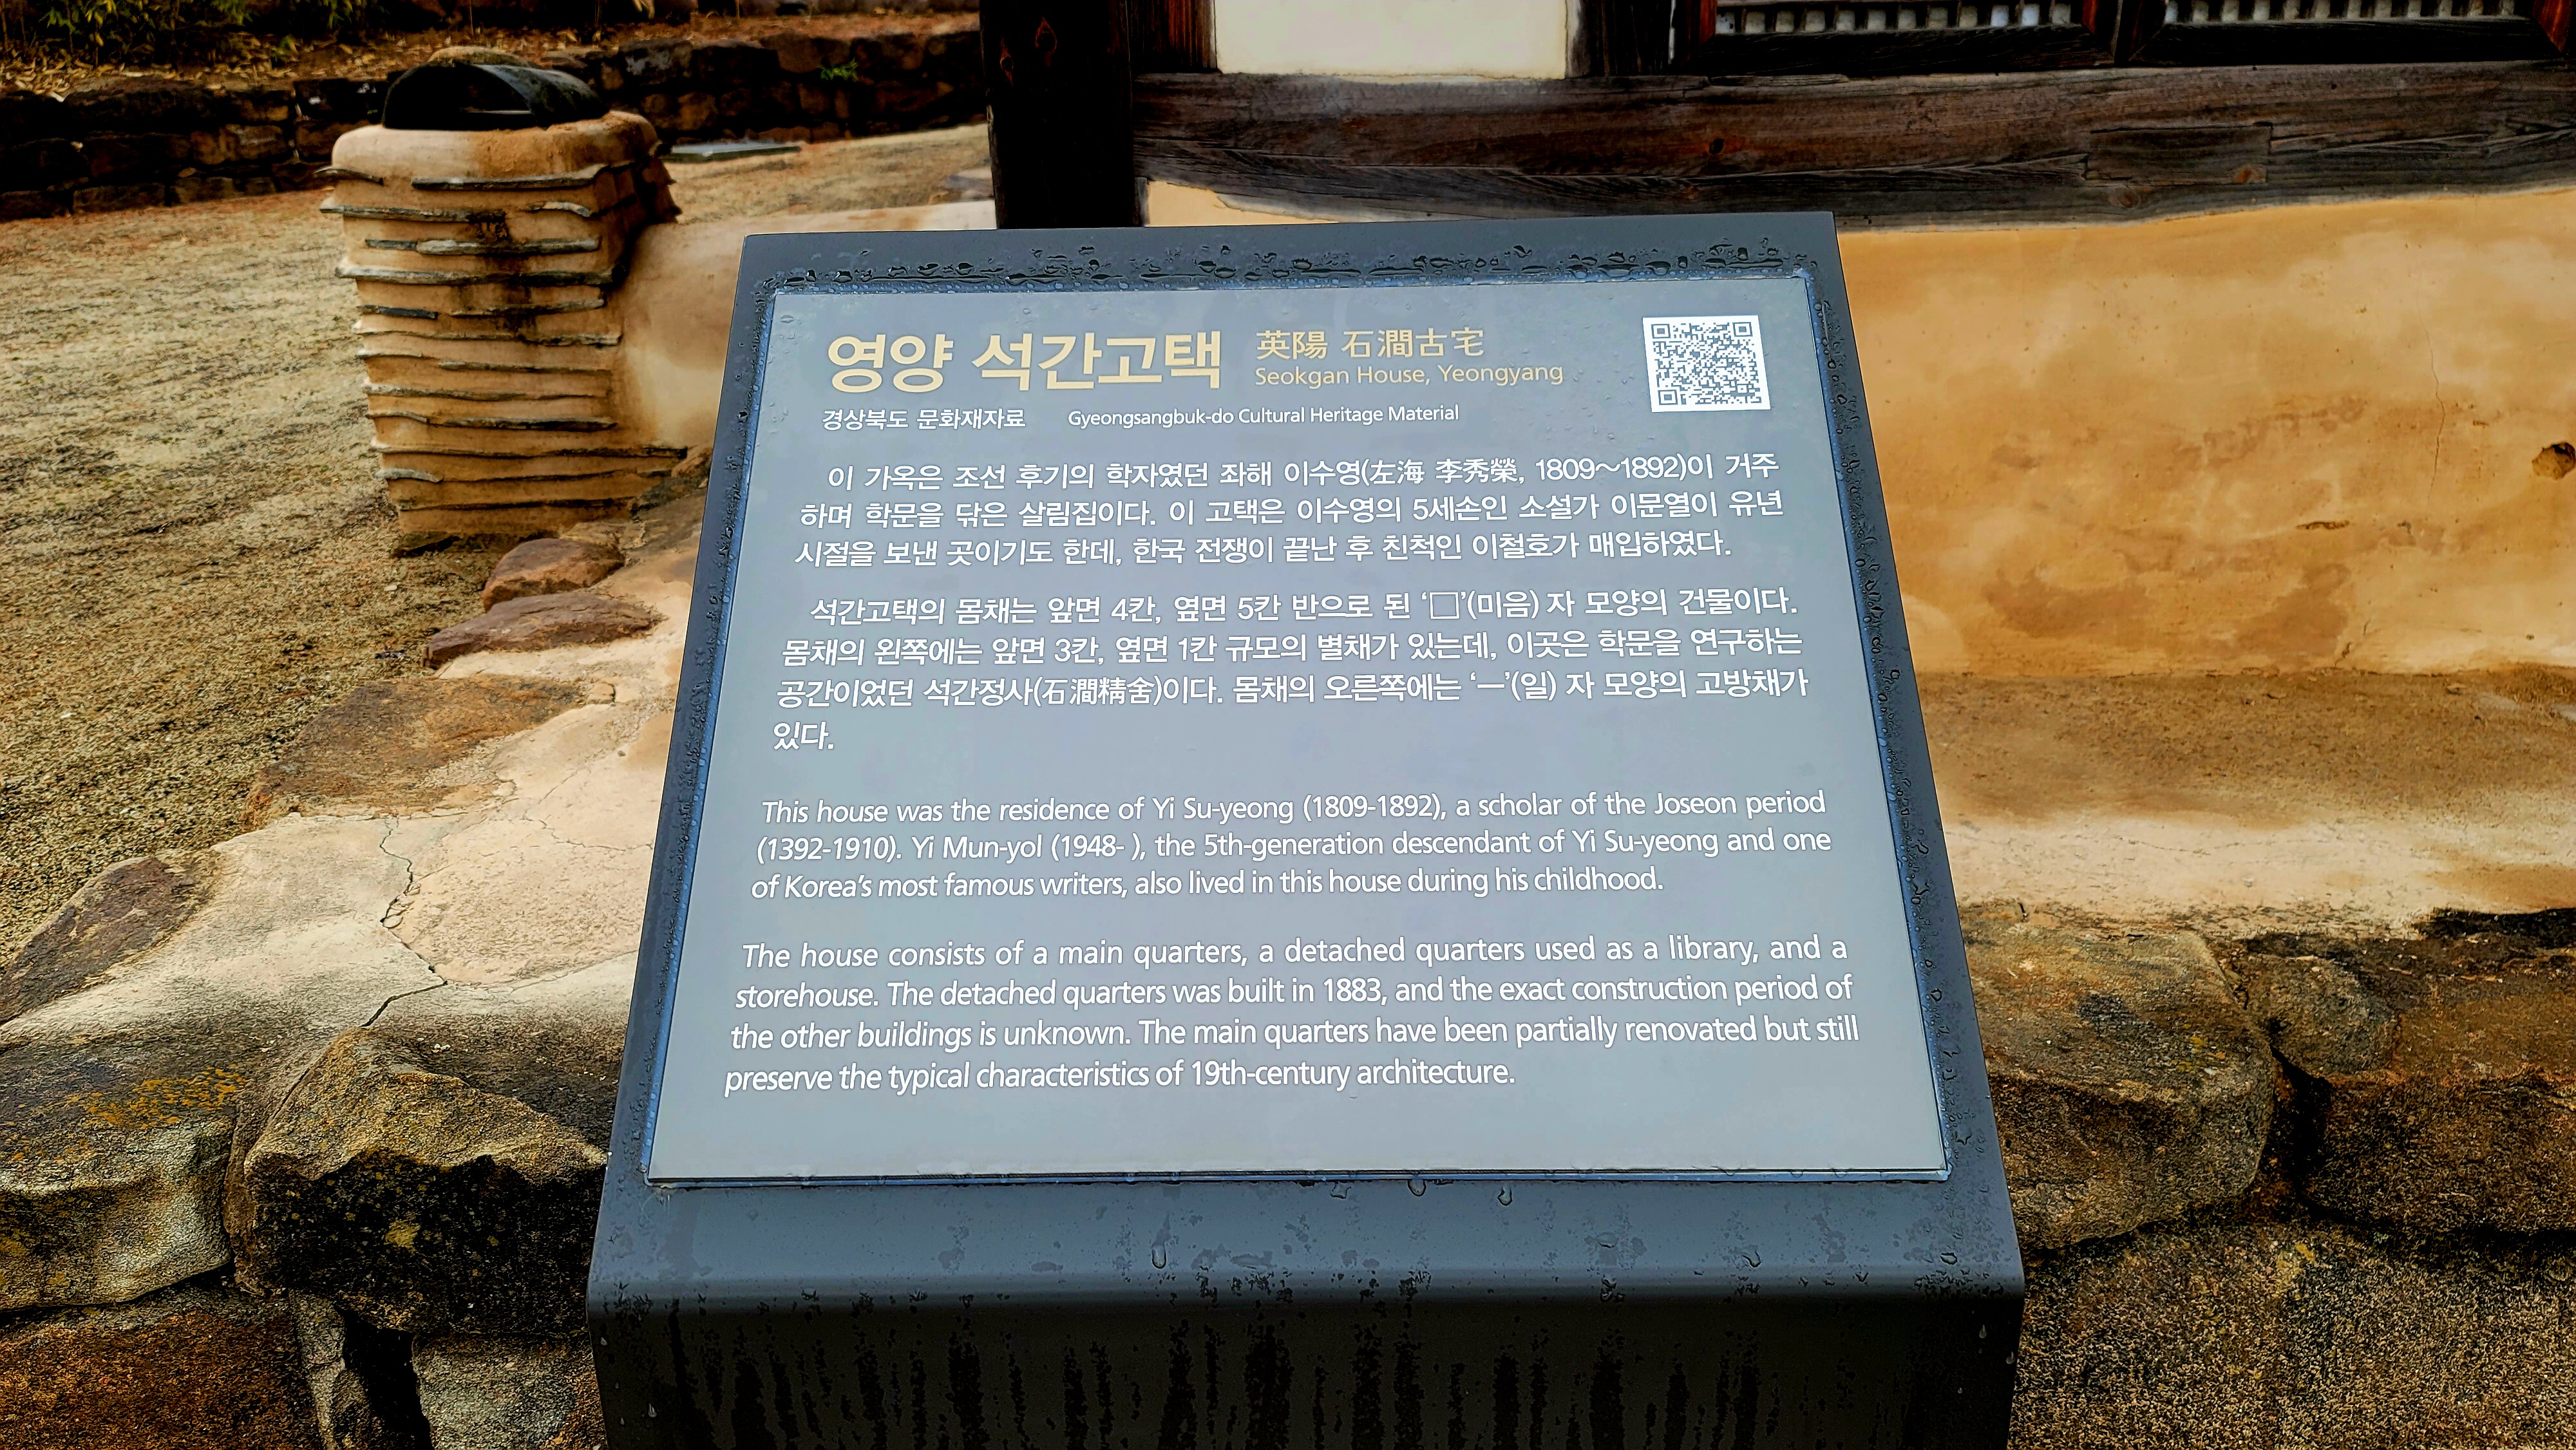 영양 석간고택
英陽 石澗古宅
Seokgan House, Yeongyang
경상북도 문화재자료 Gyeongsangbuk-do Cultural Heritage Material
이 가옥은 조선 후기의 학자였던 좌해 이수영(左海 李秀榮, 1809~1892)이 거주
하며 학문을 닦은 살림집이다. 이 고택은 이수영의 5세손인 소설가 이문열이 유년
시절을 보낸 곳이기도 한데, 한국 전쟁이 끝난 후 친척인 이철호가 매입하였다.
석간고택의 몸채는 앞면 4칸, 옆면 5칸 반으로 된 ‘□’(미음) 자 모양의 건물이다.
몸채의 왼쪽에는 앞면 3칸, 옆면 1칸 규모의 별채가 있는데, 이곳은 학문을 연구하는
공간이었던 석간정사(石澗精舍)이다. 몸채의 오른쪽에는 ‘一’(일) 자 모양의 고방채가
있다.
This house was the residence of Yi Su-yeong (1809-1892), a scholar of the Joseon period
(1392-1910). Yi Mun-yol (1948- ), the 5th-generation descendant of Yi Su-yeong and one
of Korea’s most famous writers, also lived in this house during his childhood.
The house consists of a main quarters, a detached quarters used as a library, and a
storehouse. The detached quarters was built in 1883, and the exact construction period of
the other buildings is unknown. The main quarters have been partially renovated but still
preserve the typical characteristics of 19th-century architecture.